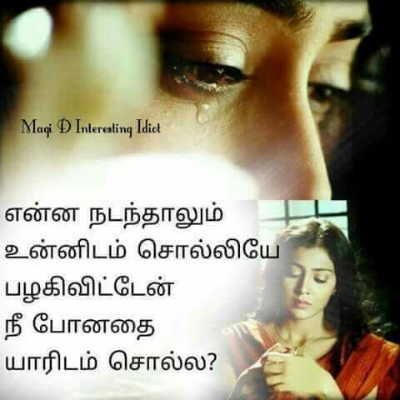 Magi D Interesting Idiot
என்ன நடந்தாலும்
உன்னிடம் சொல்லியே
பழகிவிட்டேன்
நீ போனதை
யாரிடம் சொல்ல?